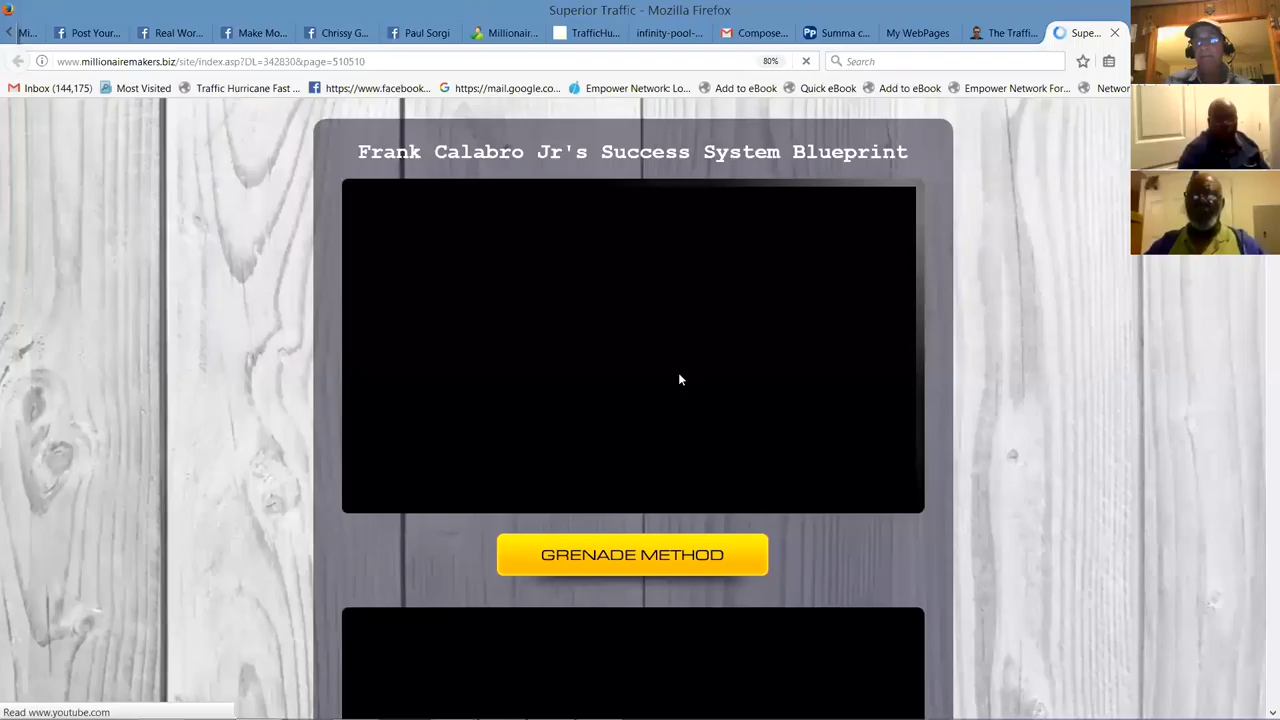 Superior Traffic - Mozilla Firefox
Mi... Post Your... Real Wor... Make Mo... Chrissy G... Paul Sorgi Millionair... TrafficHu... infinity-pool-... Compose... Summa c... My WebPages The Traffi... Supe...
www.millionairemakers.biz/site/index.asp?DL=342830&page=510510 80% Search
Inbox (144,175) Most Visited Traffic Hurricane Fast ... https://www.facebook... https://mail.google.co... Empower Network: Lo... Add to eBook Quick eBook Add to eBook Empower Network For... Network
Frank Calabro Jr's Success System Blueprint
GRENADE METHOD
Read www.youtube.com